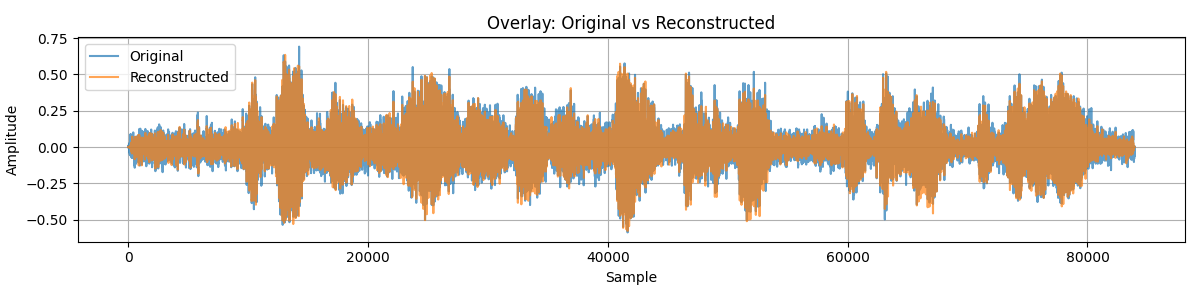 Overlay: Original vs Reconstructed
Original
Reconstructed
Amplitude
0.75
0.50
0.25
0.00
−0.25
−0.50
0 20000 40000 60000 80000
Sample